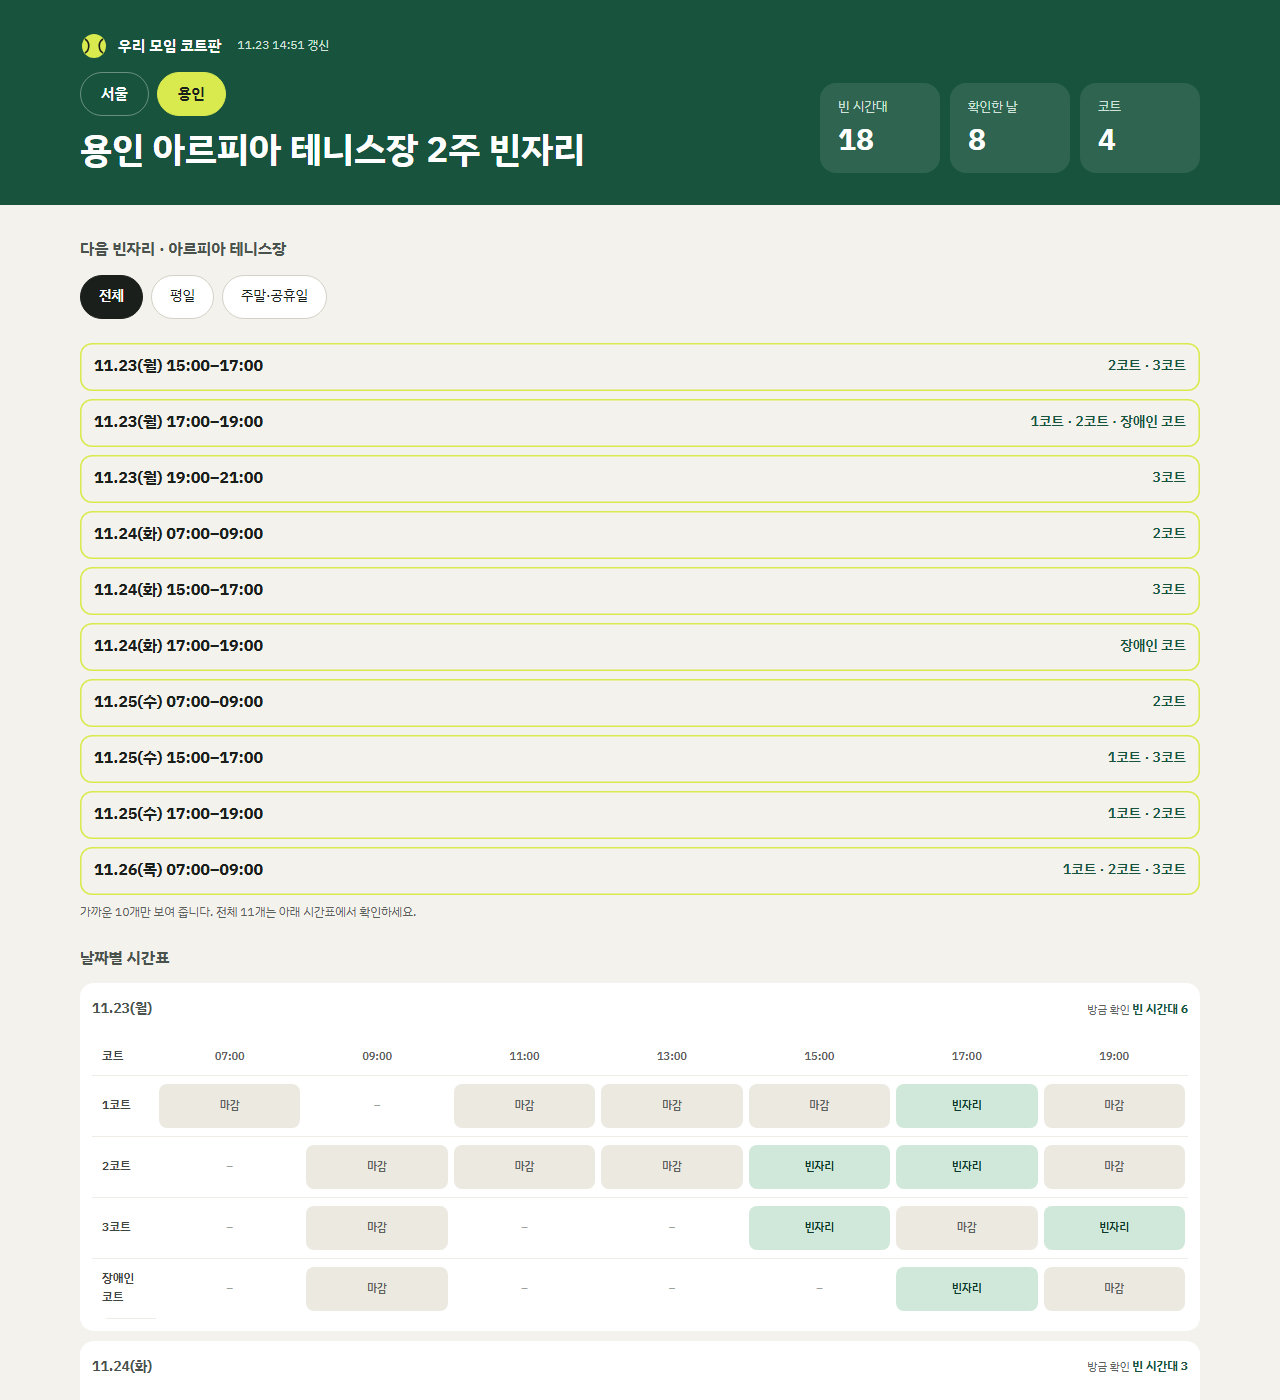 우리 모임 코트판 11.23 14:51 갱신
서울 용인
용인 아르피아 테니스장 2주 빈자리
빈 시간대 18
확인한 날 8
코트 4
다음 빈자리 · 아르피아 테니스장
전체 평일 주말·공휴일
11.23(월) 15:00–17:00 2코트 · 3코트
11.23(월) 17:00–19:00 1코트 · 2코트 · 장애인 코트
11.23(월) 19:00–21:00 3코트
11.24(화) 07:00–09:00 2코트
11.24(화) 15:00–17:00 3코트
11.24(화) 17:00–19:00 장애인 코트
11.25(수) 07:00–09:00 2코트
11.25(수) 15:00–17:00 1코트 · 3코트
11.25(수) 17:00–19:00 1코트 · 2코트
11.26(목) 07:00–09:00 1코트 · 2코트 · 3코트
가까운 10개만 보여 줍니다. 전체 11개는 아래 시간표에서 확인하세요.
날짜별 시간표
11.23(월) 방금 확인 빈 시간대 6
코트 07:00 09:00 11:00 13:00 15:00 17:00 19:00
1코트 마감 – 마감 마감 마감 빈자리 마감
2코트 – 마감 마감 마감 빈자리 빈자리 마감
3코트 – 마감 – – 빈자리 마감 빈자리
장애인 코트 – 마감 – – – 빈자리 마감
11.24(화) 방금 확인 빈 시간대 3